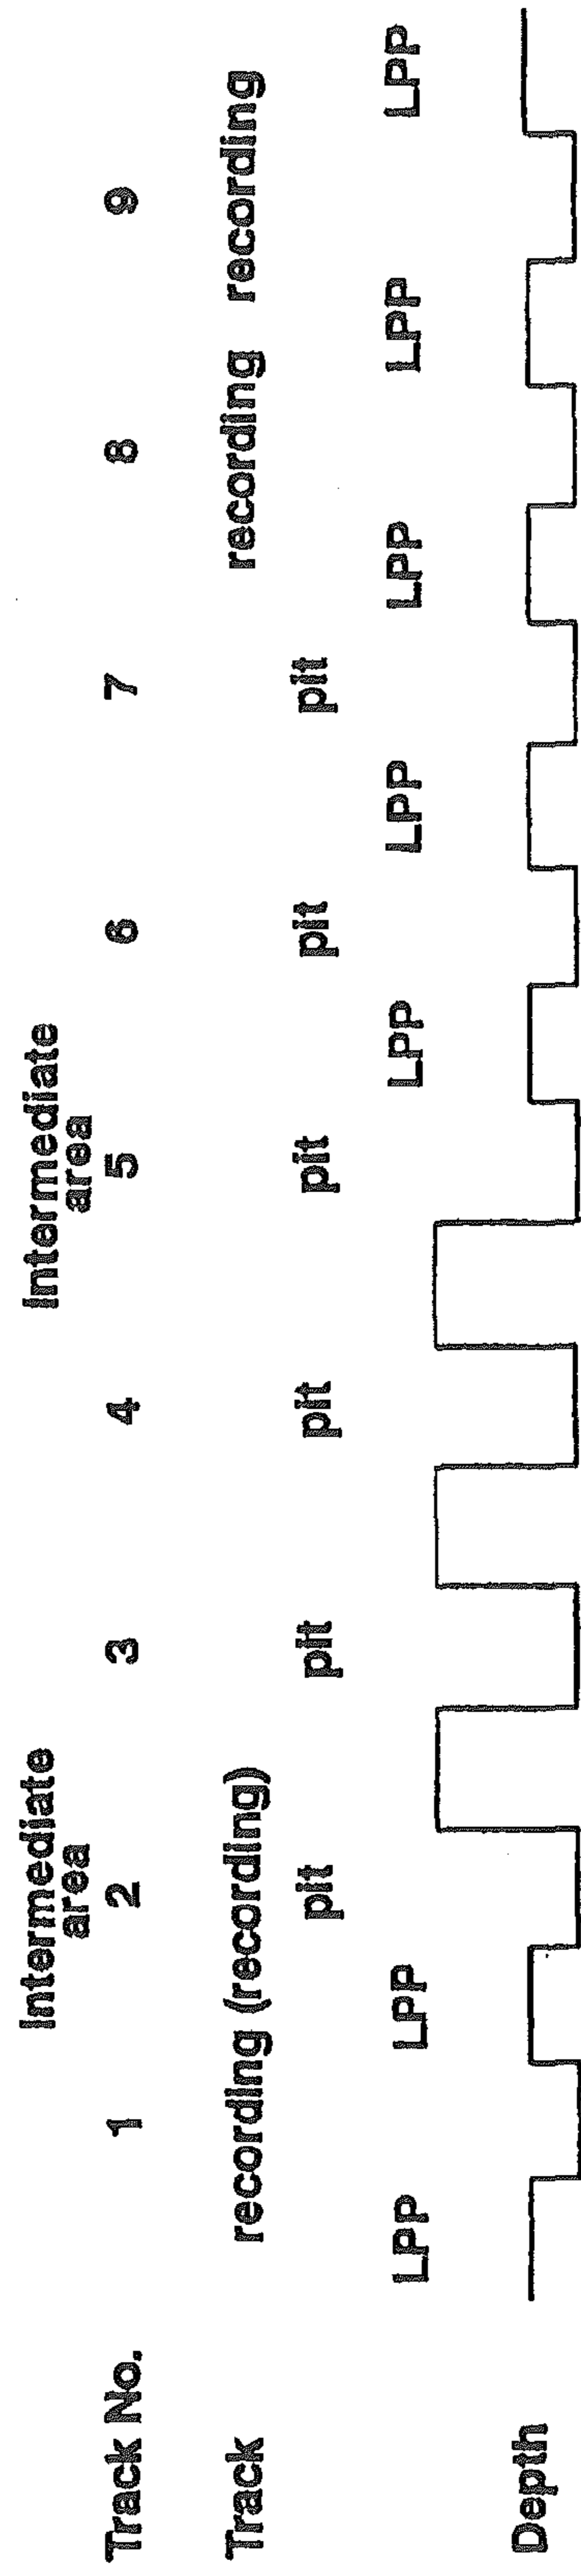 Intermediate Intermediate
area area
Track No. 1 2 3 4 5 6 7 8 9
Track recording (recording) recording recording
pit pit pit pit pit pit
LPP LPP LPP LPP LPP LPP LPP
Depth